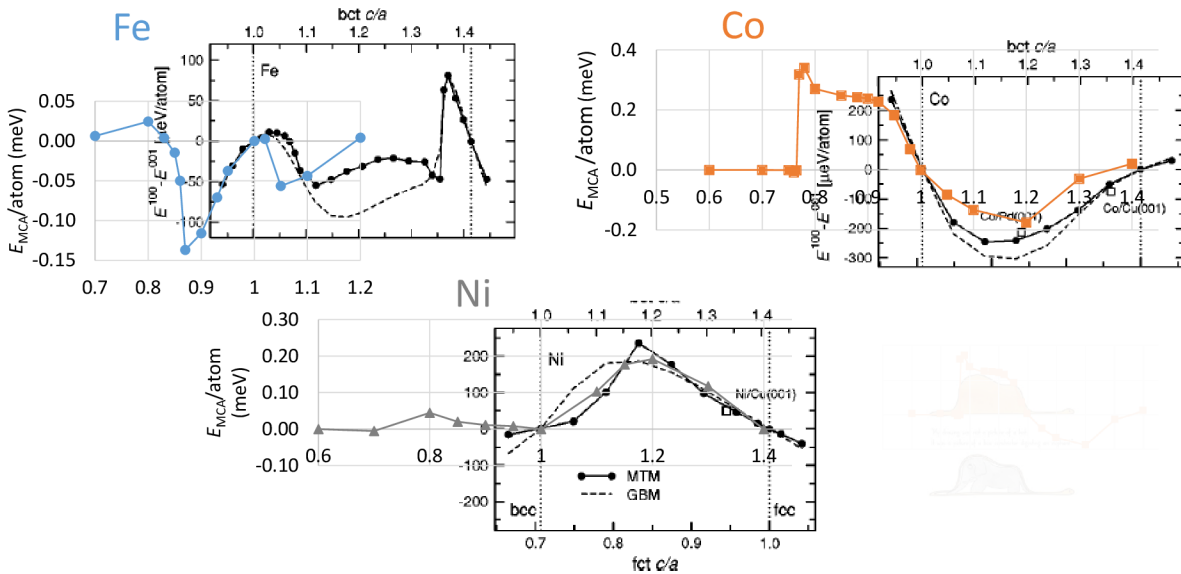 Fe
bct c/a
1.0 1.1 1.2 1.3 1.4
100
50
0
-50
-100
Fe
E¹⁰⁰-E⁰⁰¹ [µeV/atom]
E_MCA/atom (meV)
0.05
0.00
-0.05
-0.10
-0.15
0.7 0.8 0.9 1 1.1 1.2
Co
bct c/a
1.0 1.1 1.2 1.3 1.4
E_MCA/atom (meV)
0.4
0.2
0.0
-0.2
0.5 0.6 0.7 0.8 0.9 1 1.1 1.2 1.3 1.4
Co
E¹⁰⁰-E⁰⁰¹ [µeV/atom]
200
100
0
-100
-200
-300
Co/Pd(001)
Co/Cu(001)
Ni
1.0 1.1 1.2 1.3 1.4
E_MCA/atom
(meV)
0.30
0.20
0.10
0.00
-0.10
0.6 0.8 1 1.2 1.4
Ni
200
100
0
-100
-200
Ni/Cu(001)
MTM
GBM
bcc
fcc
0.7 0.8 0.9 1.0
fct c/a